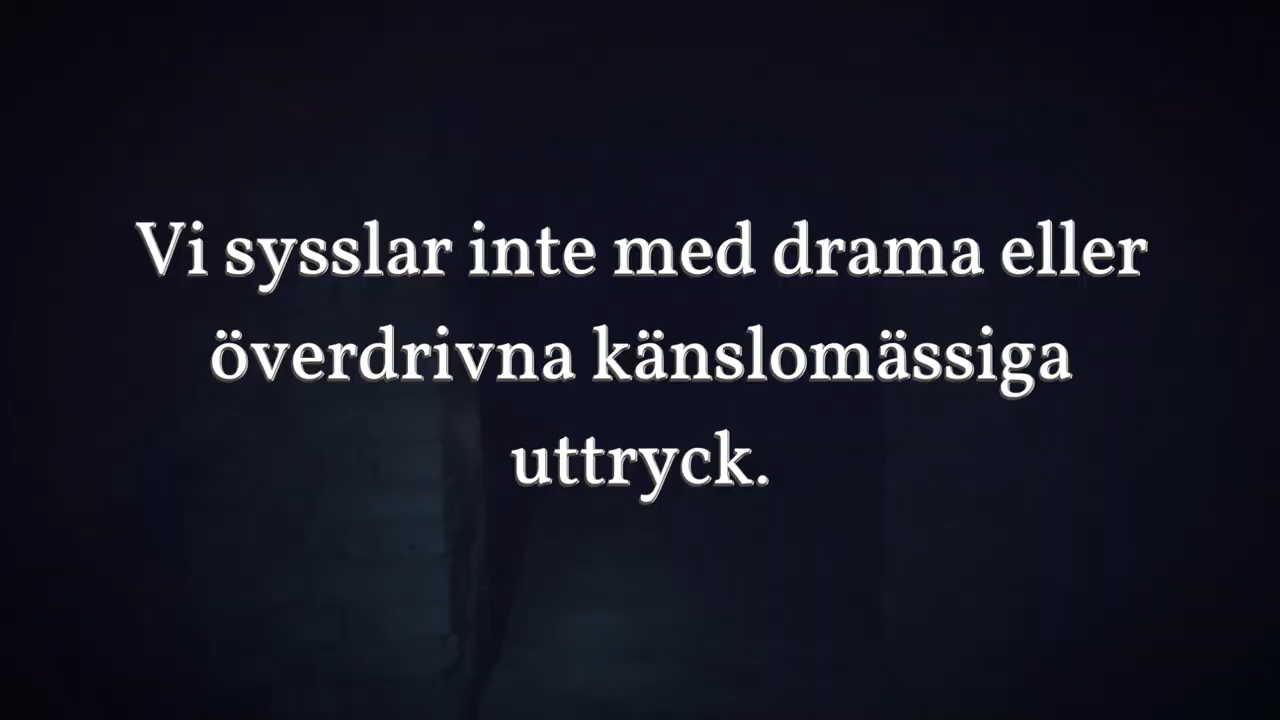 Vi sysslar inte med drama eller
överdrivna känslomässiga
uttryck.